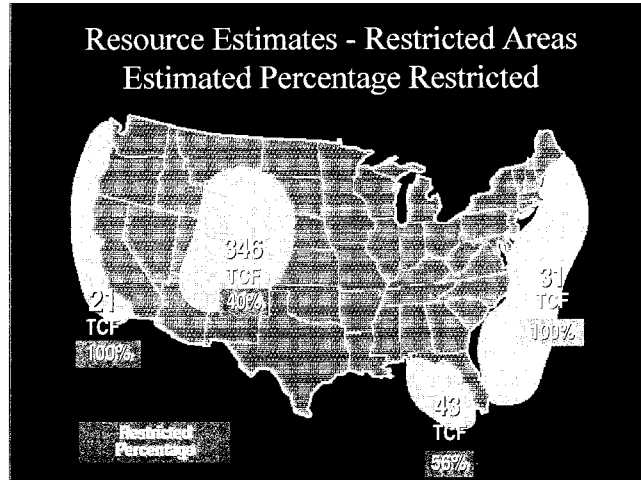 Resource Estimates - Restricted Areas
Estimated Percentage Restricted
346
TCF
40%
21
TCF
100%
31
TCF
100%
43
TCF
56%
Restricted
Percentage